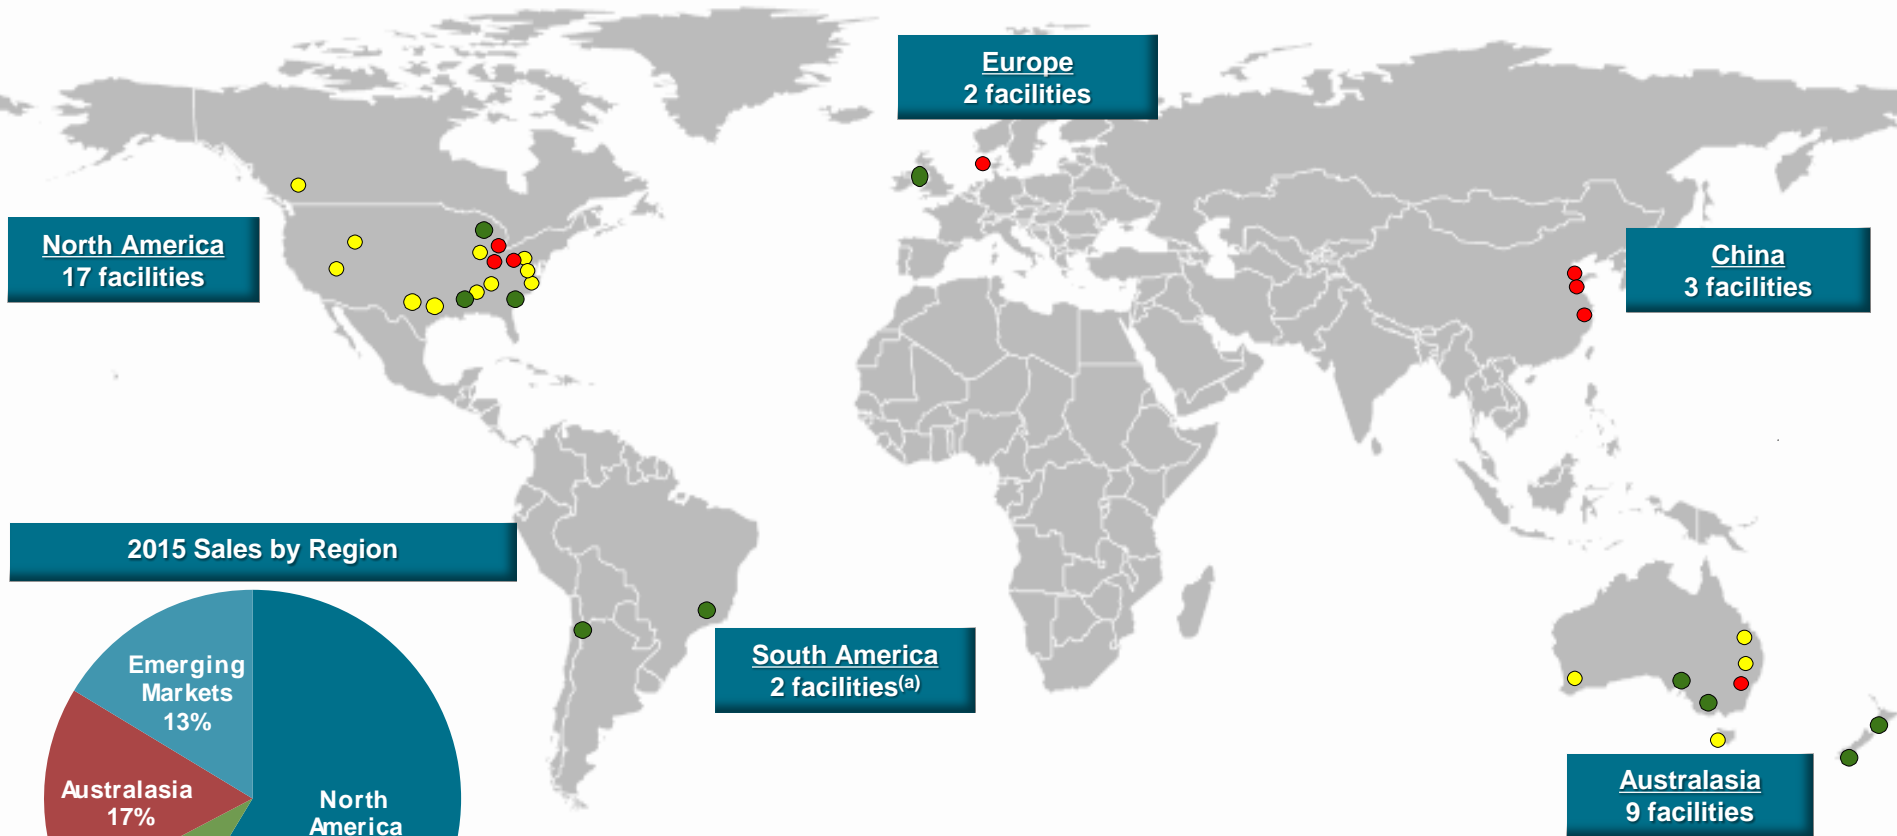 Europe
2 facilities
North America
17 facilities
China
3 facilities
2015 Sales by Region
Emerging
Markets
13%
Australasia
17%
North
America
South America
2 facilities(a)
Australasia
9 facilities